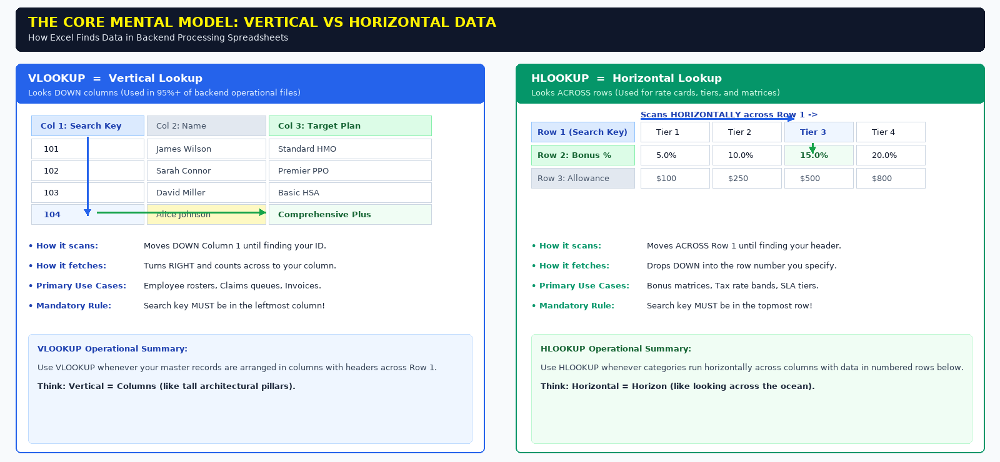 THE CORE MENTAL MODEL: VERTICAL VS HORIZONTAL DATA
How Excel Finds Data in Backend Processing Spreadsheets
VLOOKUP = Vertical Lookup
Looks DOWN columns (Used in 95%+ of backend operational files)
Col 1: Search Key Col 2: Name Col 3: Target Plan
101 James Wilson Standard HMO
102 Sarah Connor Premier PPO
103 David Miller Basic HSA
104 Alice Johnson Comprehensive Plus
• How it scans: Moves DOWN Column 1 until finding your ID.
• How it fetches: Turns RIGHT and counts across to your column.
• Primary Use Cases: Employee rosters, Claims queues, Invoices.
• Mandatory Rule: Search key MUST be in the leftmost column!
VLOOKUP Operational Summary:
Use VLOOKUP whenever your master records are arranged in columns with headers across Row 1.
Think: Vertical = Columns (like tall architectural pillars).
HLOOKUP = Horizontal Lookup
Looks ACROSS rows (Used for rate cards, tiers, and matrices)
Scans HORIZONTALLY across Row 1 ->
Row 1 (Search Key) Tier 1 Tier 2 Tier 3 Tier 4
Row 2: Bonus % 5.0% 10.0% 15.0% 20.0%
Row 3: Allowance $100 $250 $500 $800
• How it scans: Moves ACROSS Row 1 until finding your header.
• How it fetches: Drops DOWN into the row number you specify.
• Primary Use Cases: Bonus matrices, Tax rate bands, SLA tiers.
• Mandatory Rule: Search key MUST be in the topmost row!
HLOOKUP Operational Summary:
Use HLOOKUP whenever categories run horizontally across columns with data in numbered rows below.
Think: Horizontal = Horizon (like looking across the ocean).